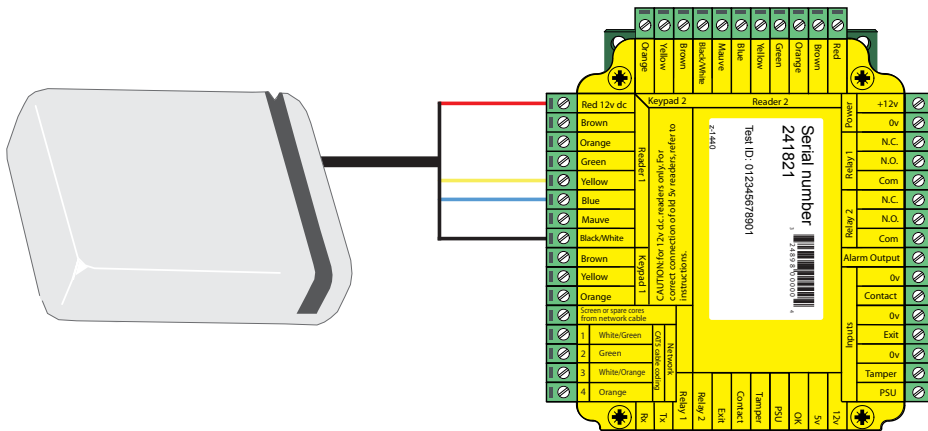 Orange
Yellow
Brown
Black/White
Mauve
Blue
Yellow
Green
Orange
Brown
Red
Keypad 2
Reader 2
Red 12v dc
Brown
Orange
Green
Yellow
Blue
Mauve
Black/White
Brown
Yellow
Orange
Reader 1
Keypad 1
Screen or spare cores
from network cable
1 White/Green
2 Green
3 White/Orange
4 Orange
CAT5 cable coding
Network
CAUTION: for 12v d.c. readers only. For
correct connection of old 5v readers, refer to
instructions.
Serial number
241821
Test ID: 012345678901
z-1440
3 24898 00000 4
Power
+12v
0v
Relay 1
N.C.
N.O.
Com
Relay 2
N.C.
N.O.
Com
Alarm Output
Inputs
0v
Contact
0v
Exit
0v
Tamper
PSU
Rx
Tx
Relay 1
Relay 2
Exit
Contact
Tamper
PSU
OK
5v
12v